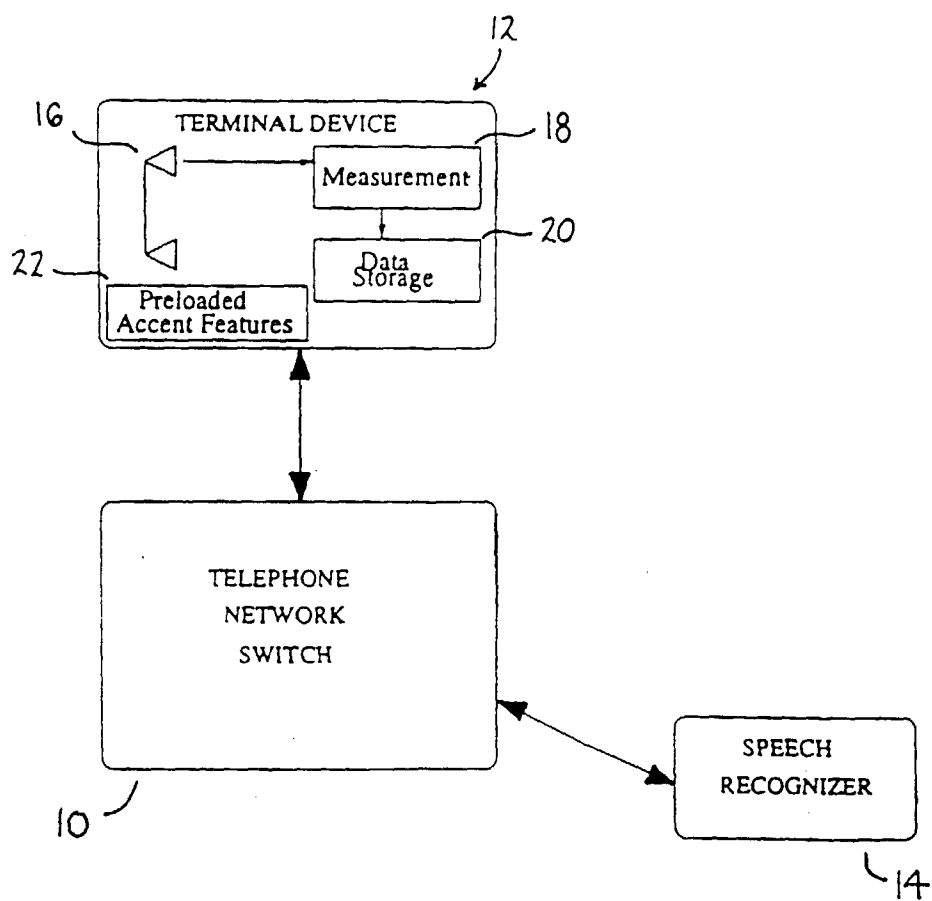 12
16
TERMINAL DEVICE
18
Measurement
20
Data
Storage
22
Preloaded
Accent Features
TELEPHONE
NETWORK
SWITCH
10
SPEECH
RECOGNIZER
14